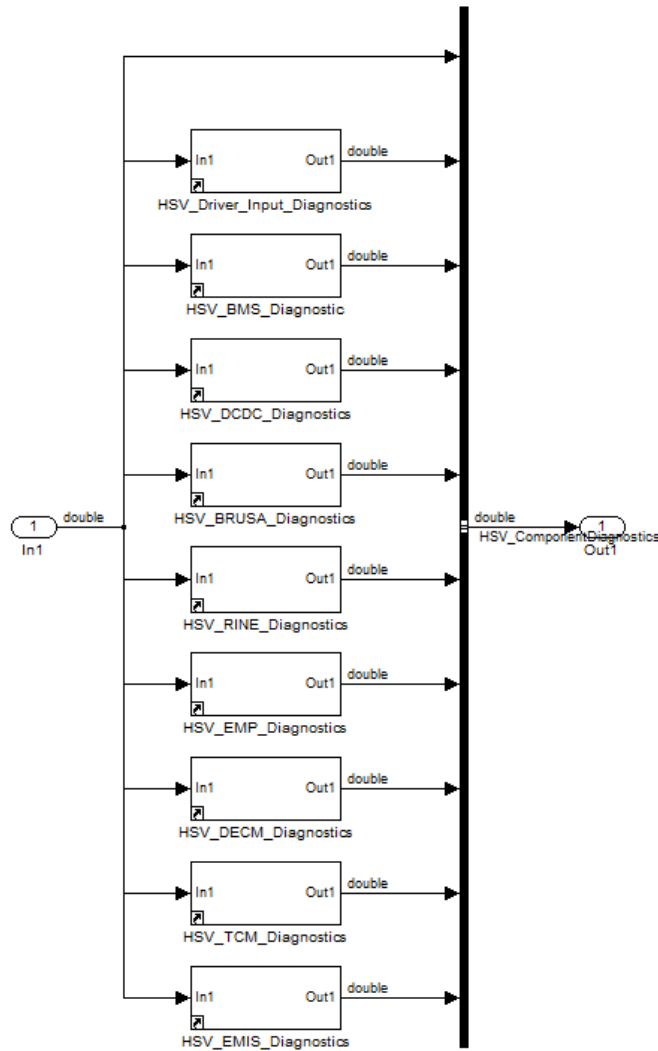 In1 Out1 double
HSV_Driver_Input_Diagnostics
In1 Out1 double
HSV_BMS_Diagnostic
In1 Out1 double
HSV_DCDC_Diagnostics
In1 Out1 double
HSV_BRUSA_Diagnostics
1 double
In1
double 1
HSV_ComponentDiagnostics
Out1
In1 Out1 double
HSV_RINE_Diagnostics
In1 Out1 double
HSV_EMP_Diagnostics
In1 Out1 double
HSV_DECM_Diagnostics
In1 Out1 double
HSV_TCM_Diagnostics
In1 Out1 double
HSV_EMIS_Diagnostics